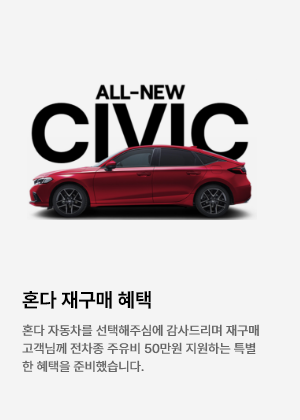 ALL-NEW
CIVIC
혼다 재구매 혜택
혼다 자동차를 선택해주심에 감사드리며 재구매
고객님께 전차종 주유비 50만원 지원하는 특별
한 혜택을 준비했습니다.